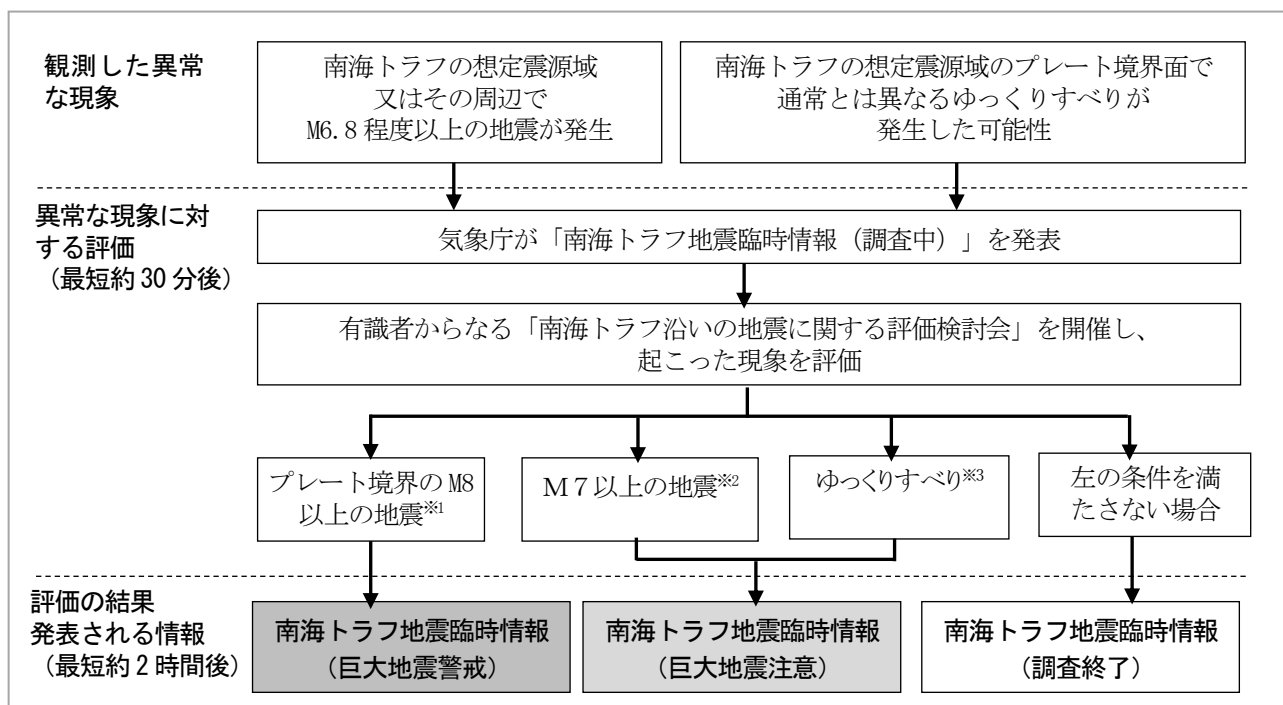 観測した異常
な現象
南海トラフの想定震源域
又はその周辺で
M6.8程度以上の地震が発生
南海トラフの想定震源域のプレート境界面で
通常とは異なるゆっくりすべりが
発生した可能性
異常な現象に対
する評価
(最短約30分後)
気象庁が「南海トラフ地震臨時情報（調査中）」を発表
有識者からなる「南海トラフ沿いの地震に関する評価検討会」を開催し、
起こった現象を評価
プレート境界のM8
以上の地震※1
M７以上の地震※2
ゆっくりすべり※3
左の条件を満
たさない場合
評価の結果
発表される情報
(最短約2時間後)
南海トラフ地震臨時情報
(巨大地震警戒)
南海トラフ地震臨時情報
(巨大地震注意)
南海トラフ地震臨時情報
(調査終了)